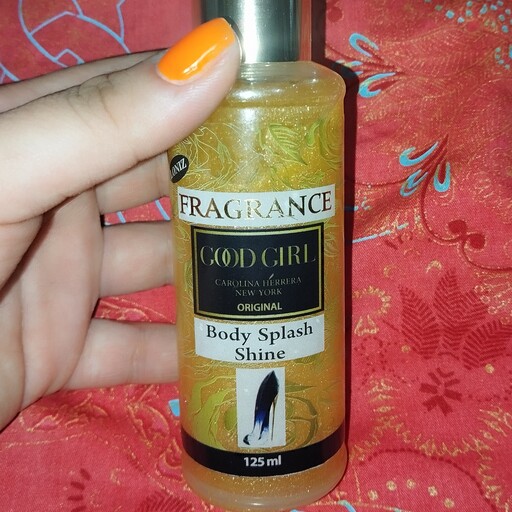 FRAGRANCE
GOOD GIRL
CAROLINA HERRERA
NEW YORK
ORIGINAL
Body Splash
Shine
125 ml